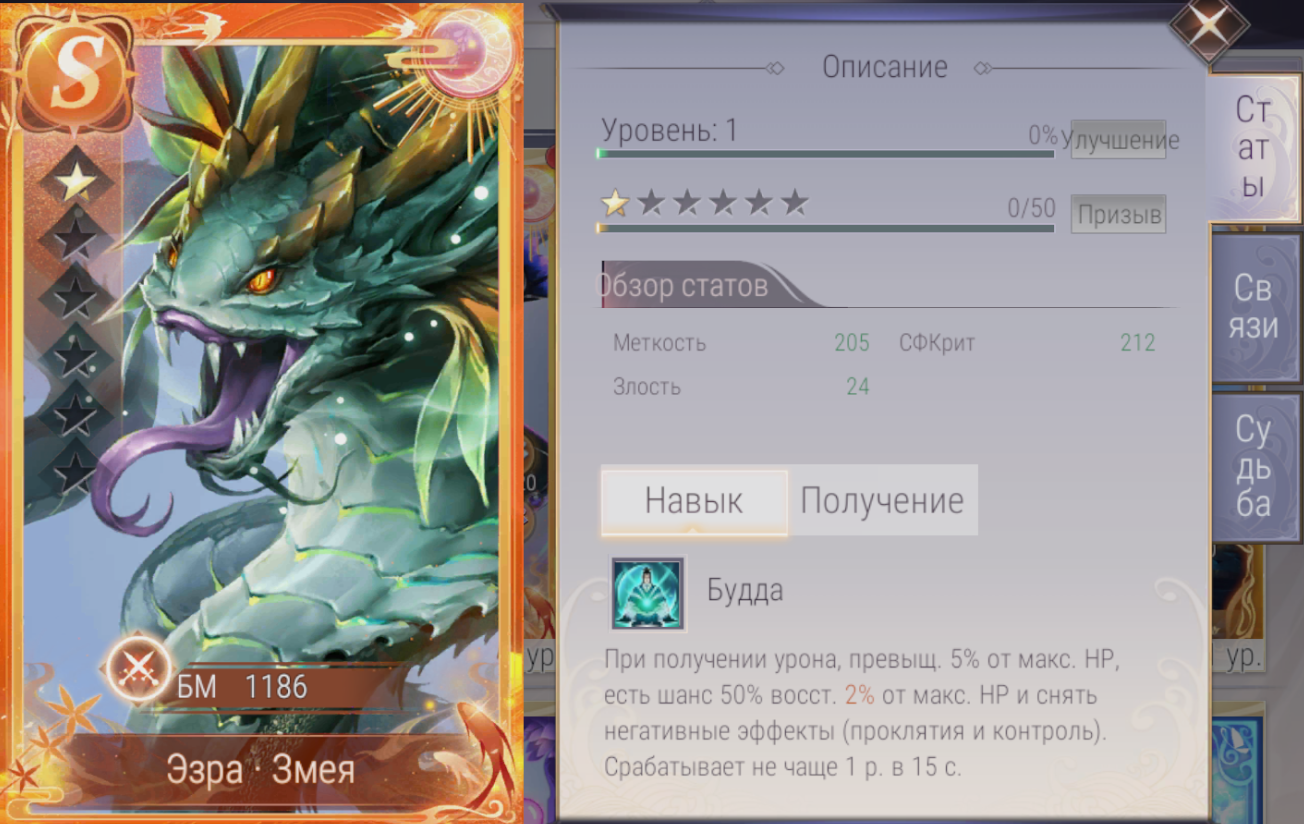 S
БМ 1186
Эзра · Змея
Описание
Уровень: 1
0%
Улучшение
0/50
Призыв
Обзор статов
Меткость 205 СФКрит 212
Злость 24
Навык
Получение
Будда
При получении урона, превыщ. 5% от макс. HP,
есть шанс 50% восст. 2% от макс. HP и снять
негативные эффекты (проклятия и контроль).
Срабатывает не чаще 1 р. в 15 с.
Ст
ат
ы
Св
язи
Су
дь
ба
ур
ур.